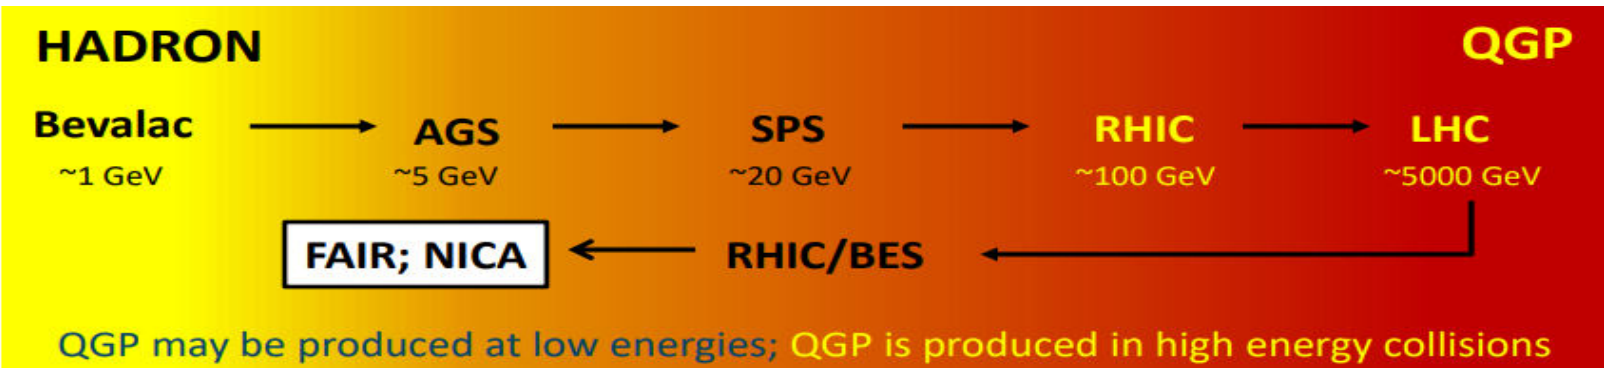 HADRON QGP
Bevalac AGS SPS RHIC LHC
~1 GeV ~5 GeV ~20 GeV ~100 GeV ~5000 GeV
FAIR; NICA RHIC/BES
QGP may be produced at low energies; QGP is produced in high energy collisions